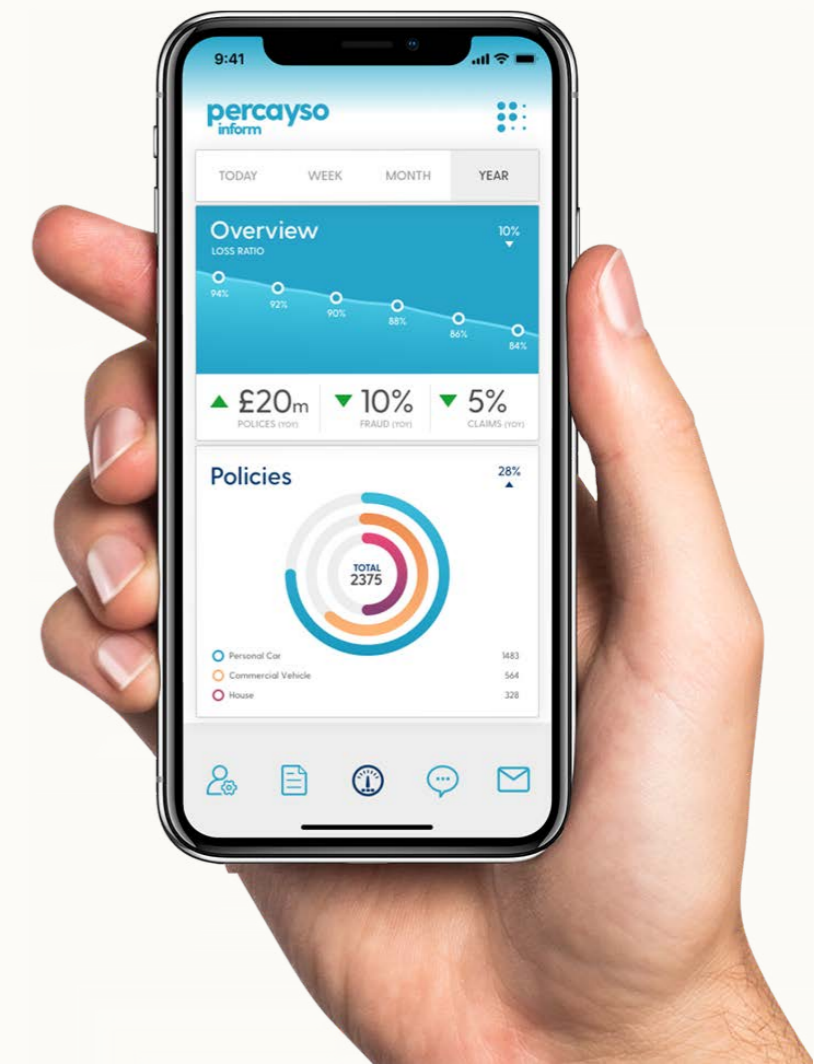 9:41
percayso
inform
TODAY WEEK MONTH YEAR
Overview 10%
LOSS RATIO
94%
92%
90%
88%
86%
84%
£20m 10% 5%
POLICES (YOY) FRAUD (YOY) CLAIMS (YOY)
Policies 28%
TOTAL
2375
Personal Car 1483
Commercial Vehicle 564
House 328